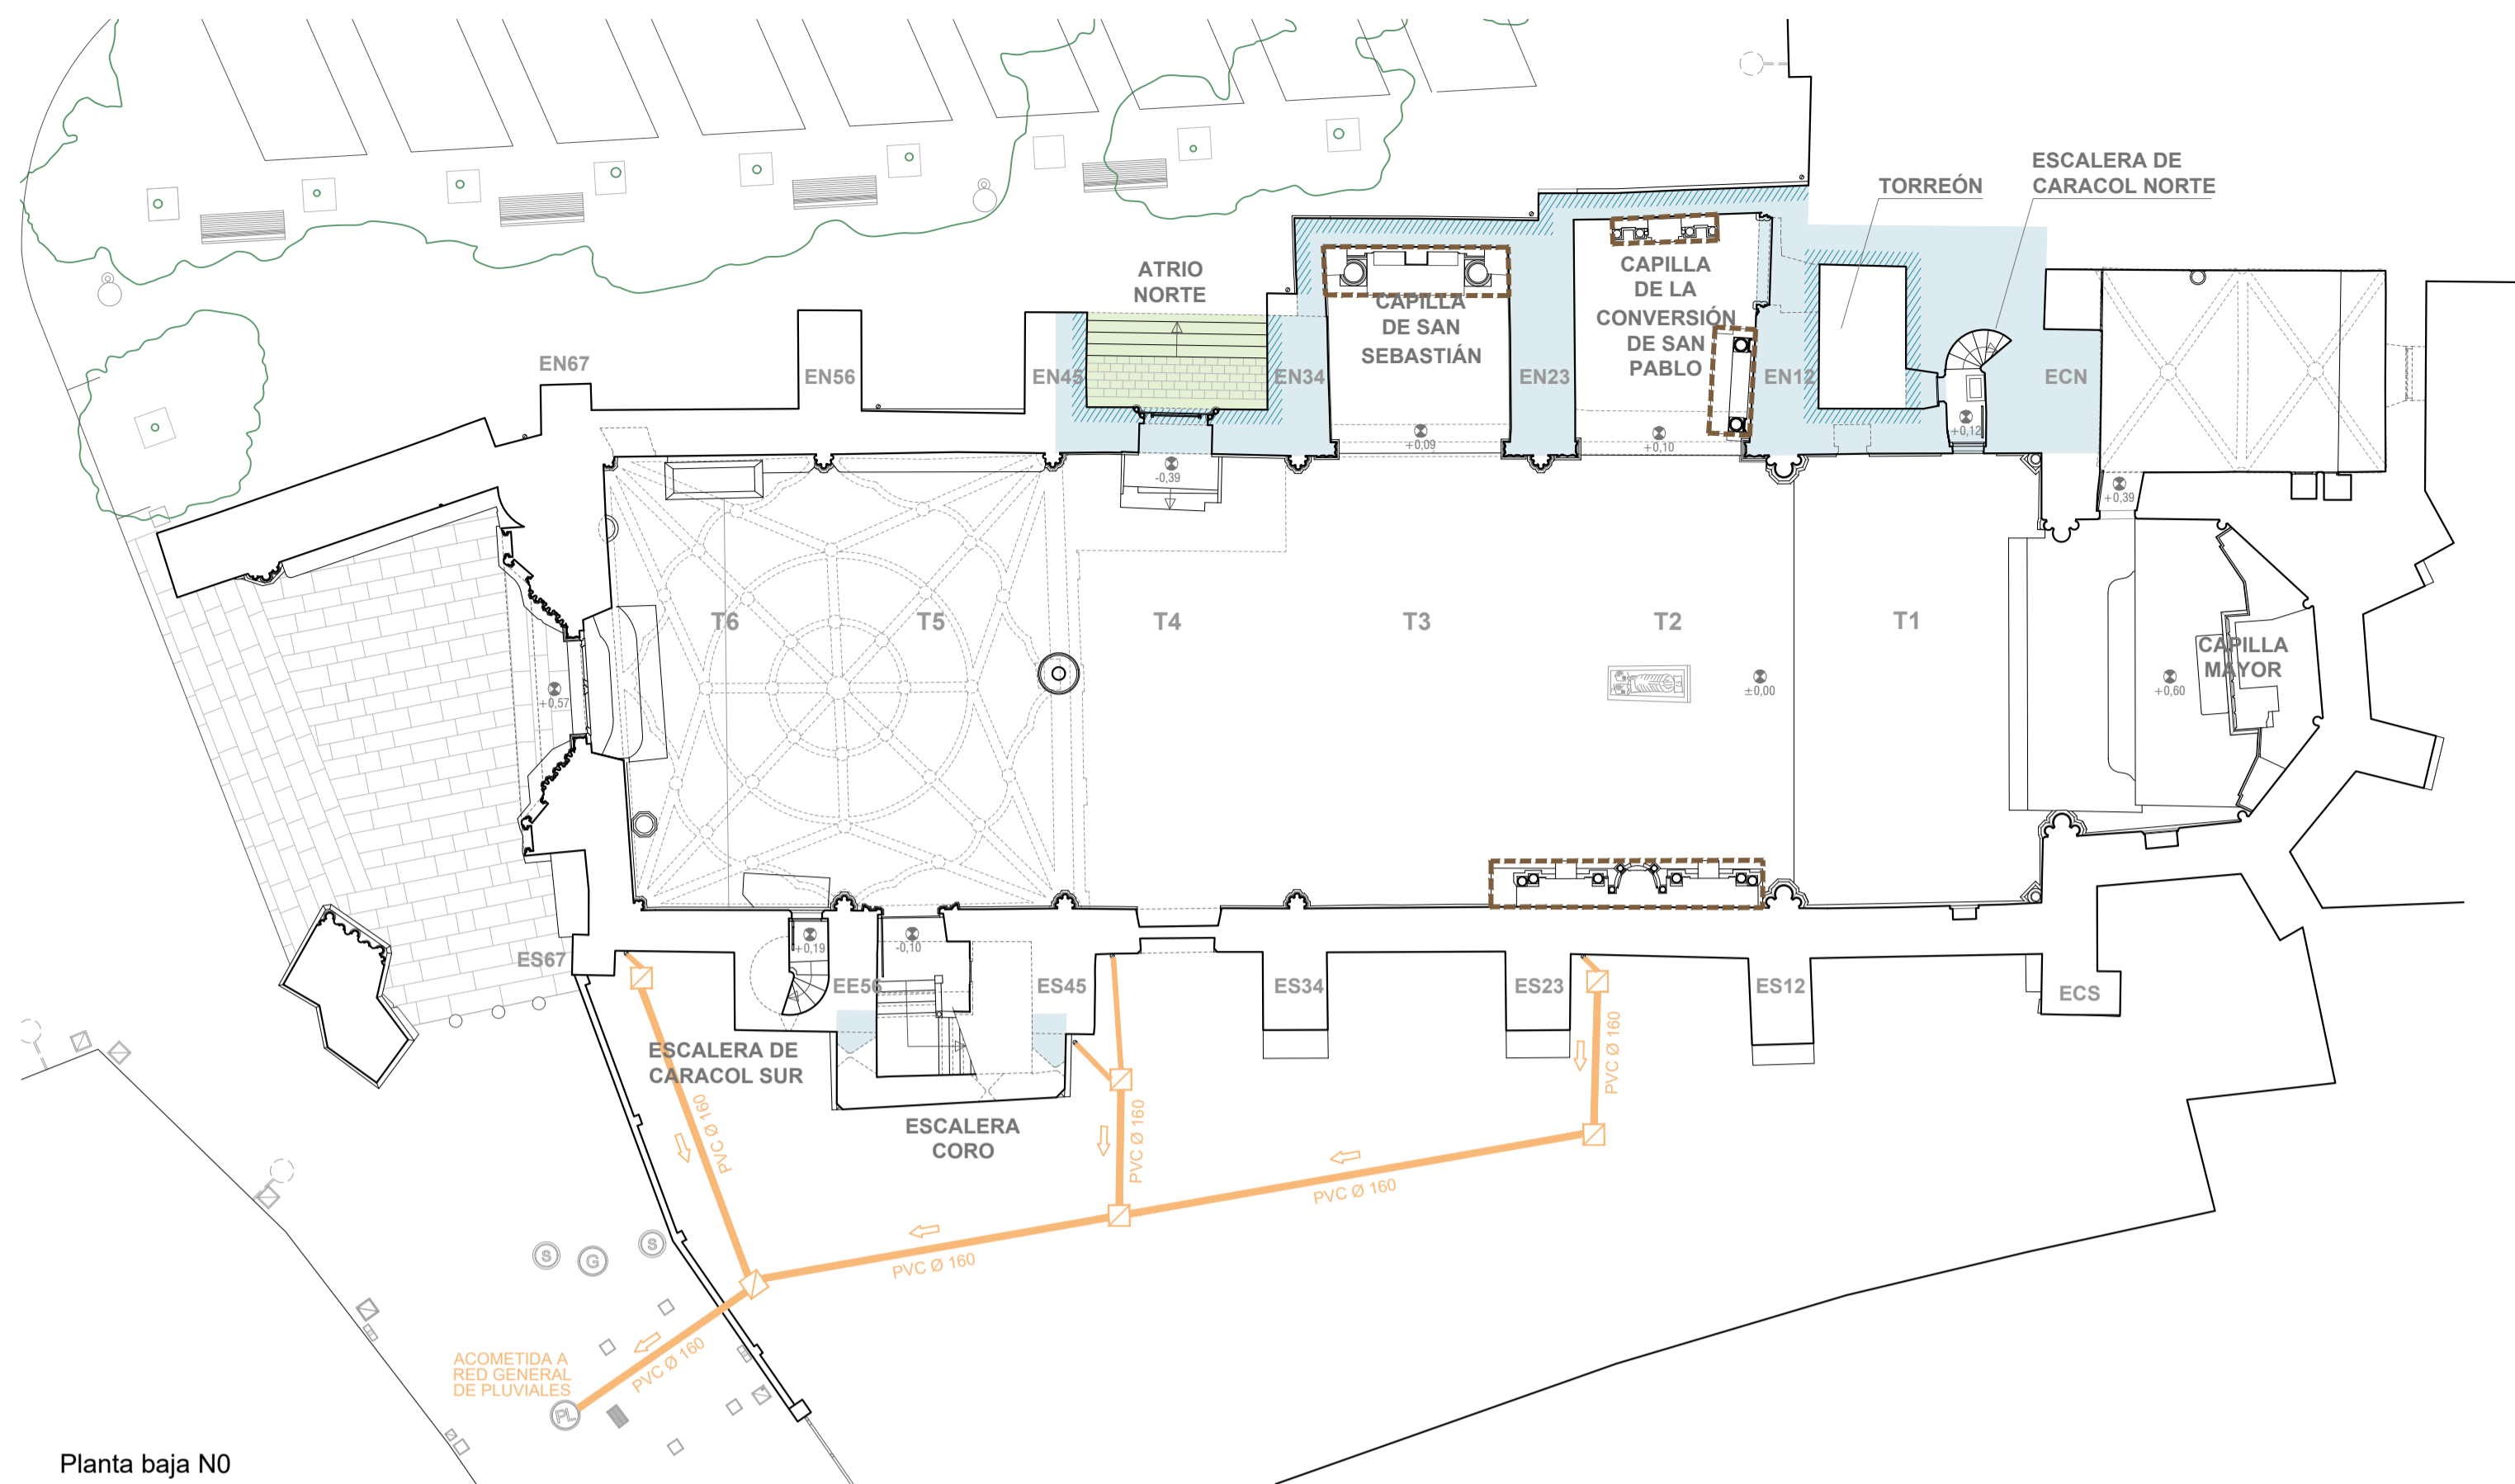 TORREÓN
ESCALERA DE
CARACOL NORTE
ATRIO
NORTE
CAPILLA
DE SAN
SEBASTIÁN
CAPILLA
DE LA
CONVERSIÓN
DE SAN
PABLO
EN67
EN56
EN45
EN34
EN23
EN12
ECN
+0,09
+0,10
+0,12
-0,39
+0,39
T6
T5
T4
T3
T2
T1
CAPILLA
MAYOR
+0,57
±0,00
+0,60
+0,19
-0,10
ES67
EE56
ES45
ES34
ES23
ES12
ECS
ESCALERA DE
CARACOL SUR
ESCALERA
CORO
PVC Ø 160
PVC Ø 160
PVC Ø 160
PVC Ø 160
PVC Ø 160
PVC Ø 160
S
G
S
ACOMETIDA A
RED GENERAL
DE PLUVIALES
PL
Planta baja N0